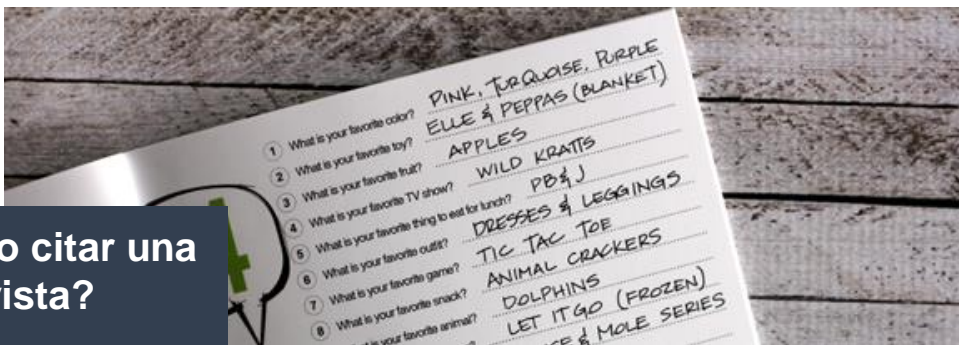 1 What is your favorite color? PINK, TURQUOISE, PURPLE
2 What is your favorite toy? ELLE & PEPPAS (BLANKET)
3 What is your favorite fruit? APPLES
4 What is your favorite TV show? WILD KRATTS
5 What is your favorite thing to eat for lunch? PB&J
6 What is your favorite outfit? DRESSES & LEGGINGS
7 What is your favorite game? TIC TAC TOE
8 What is your favorite snack? ANIMAL CRACKERS
is your favorite animal? DOLPHINS
LET IT GO (FROZEN)
& MOLE SERIES
o citar una
vista?